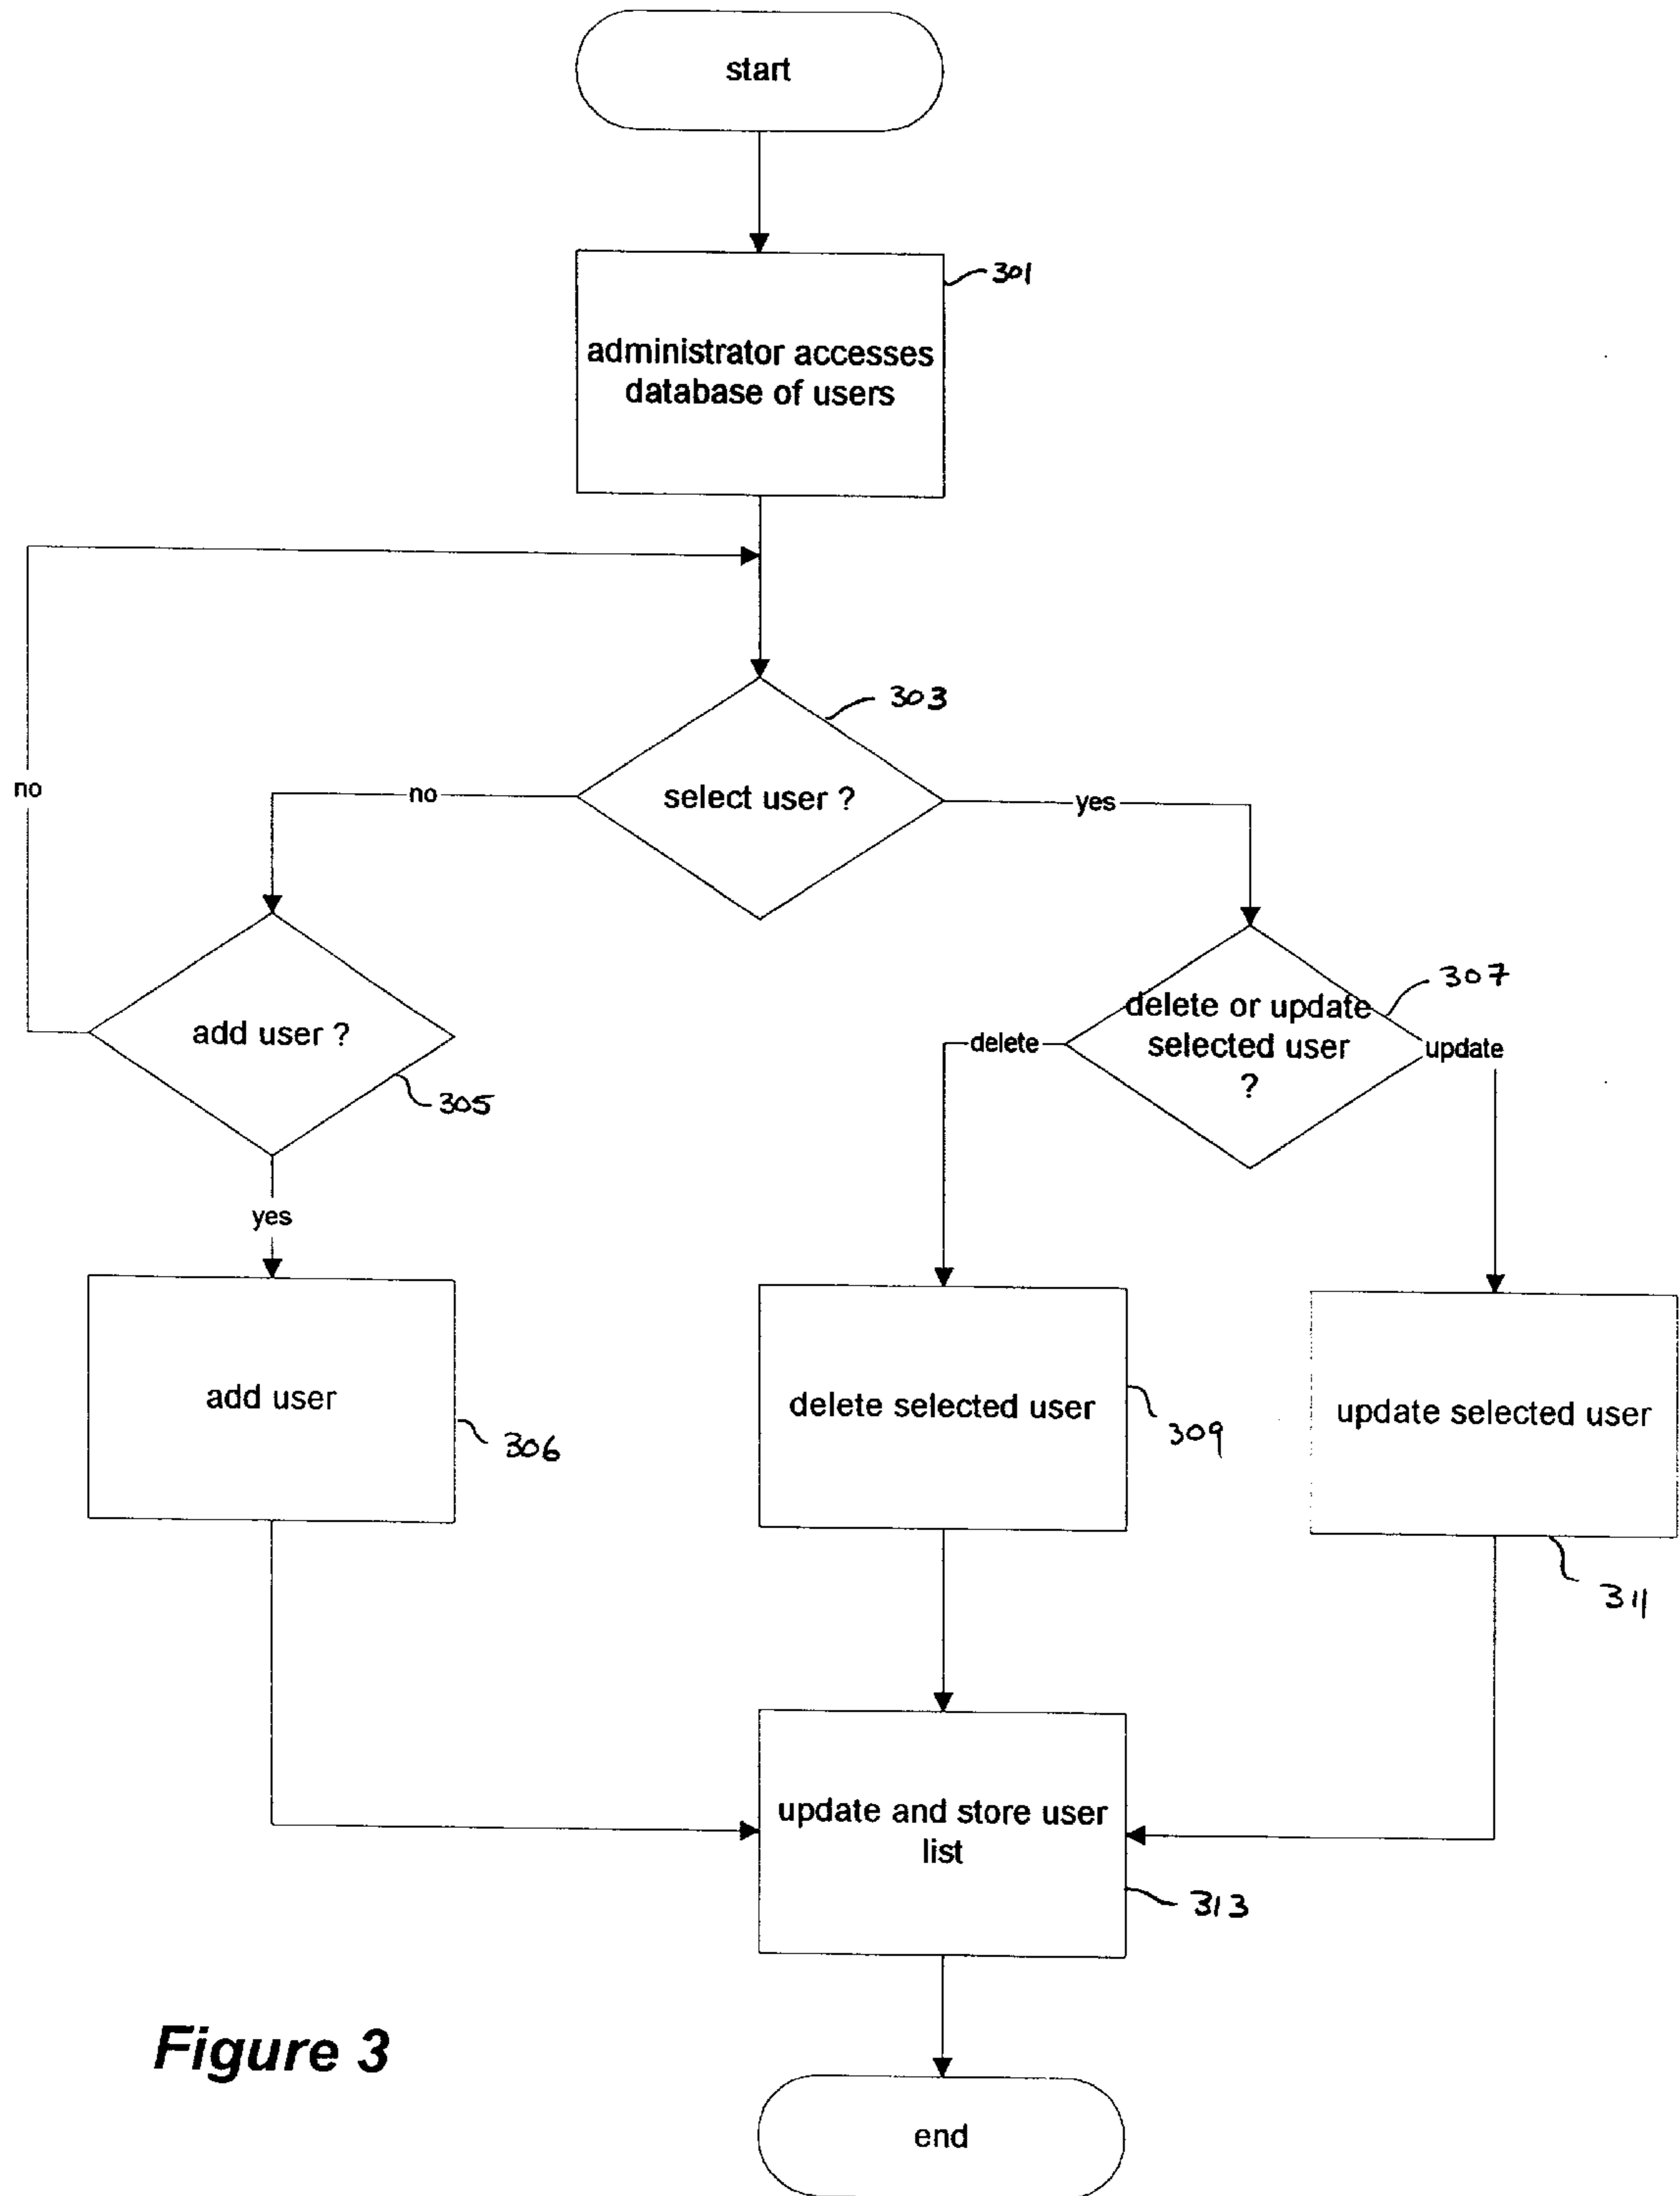 start
301
administrator accesses
database of users
303
select user ?
no
no
yes
307
delete or update
selected user
?
add user ?
delete
update
305
yes
add user
306
delete selected user
309
update selected user
311
update and store user
list
313
Figure 3
end